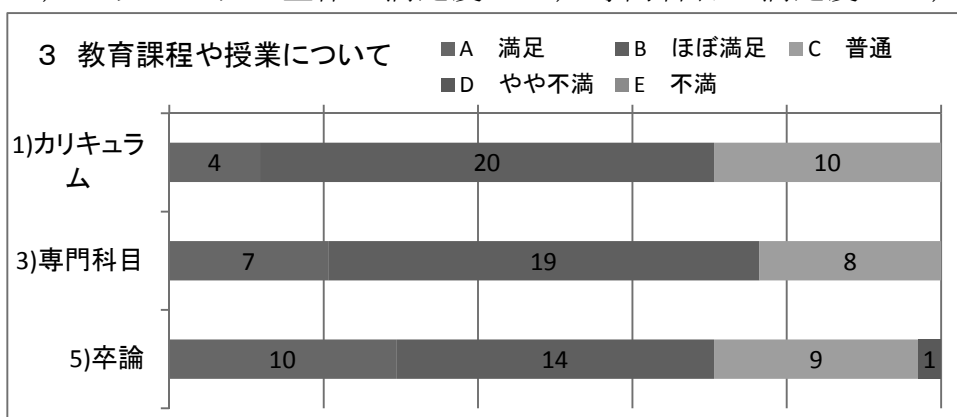 3 教育課程や授業について
■A 満足 ■B ほぼ満足 ■C 普通
■D やや不満 ■E 不満
1)カリキュラ
ム
4 20 10
3)専門科目
7 19 8
5)卒論
10 14 9 1